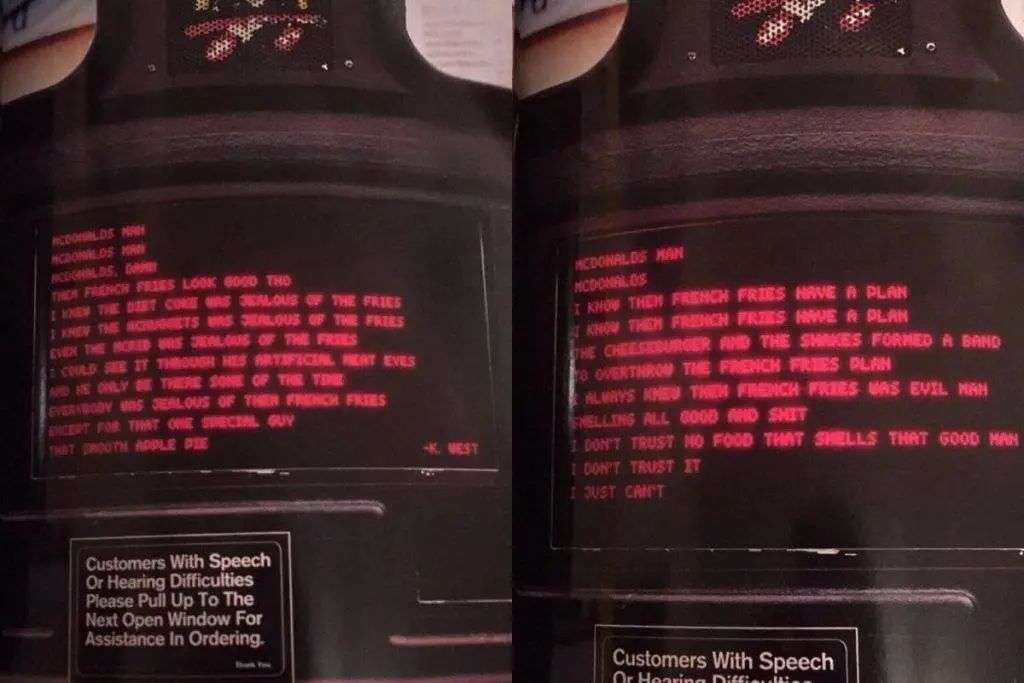 MCDONALDS MAN
MCDONALDS MAN
MCDONALDS, DAMN
THEM FRENCH FRIES LOOK GOOD THO
I KNEW THE DIET COKE WAS JEALOUS OF THE FRIES
I KNEW THE MCNUGGETS WAS JEALOUS OF THE FRIES
EVEN THE MCRIB WAS JEALOUS OF THE FRIES
I COULD SEE IT THROUGH HIS ARTIFICIAL MEAT EYES
AND HE ONLY BE THERE SOME OF THE TIME
EVERYBODY WAS JEALOUS OF THEM FRENCH FRIES
EXCEPT FOR THAT ONE SPECIAL GUY
THAT SMOOTH APPLE PIE
-K. WEST
Customers With Speech
Or Hearing Difficulties
Please Pull Up To The
Next Open Window For
Assistance In Ordering.
Thank You.
MCDONALDS MAN
MCDONALDS
I KNOW THEM FRENCH FRIES HAVE A PLAN
I KNOW THEM FRENCH FRIES HAVE A PLAN
THE CHEESEBURGER AND THE SHAKES FORMED A BAND
TO OVERTHROW THE FRENCH FRIES PLAN
I ALWAYS KNEW THEM FRENCH FRIES WAS EVIL MAN
SMELLING ALL GOOD AND SHIT
I DON'T TRUST NO FOOD THAT SMELLS THAT GOOD MAN
I DON'T TRUST IT
I JUST CAN'T
Customers With Speech
Or Hearing Difficulties